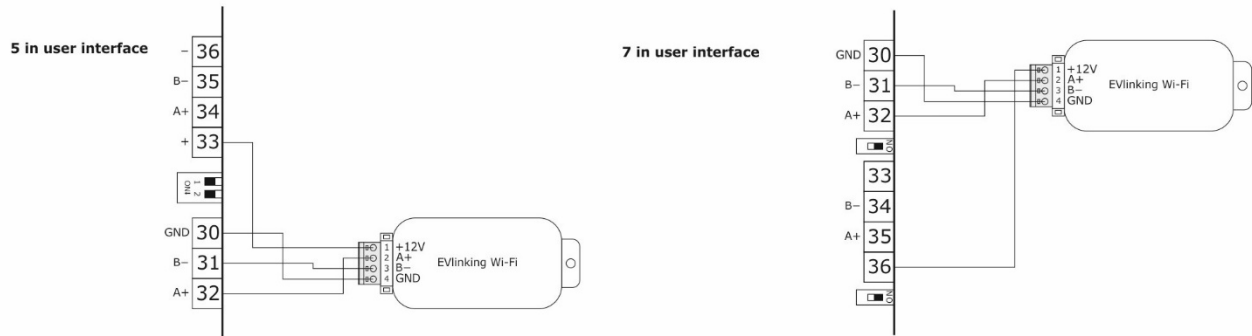 5 in user interface
- 36
B- 35
A+ 34
+ 33
1
2
ON
GND 30
B- 31
A+ 32
1 +12V
2 A+
3 B-
4 GND
EVlinking Wi-Fi
7 in user interface
GND 30
B- 31
A+ 32
ON
33
B- 34
A+ 35
36
ON
1 +12V
2 A+
3 B-
4 GND
EVlinking Wi-Fi